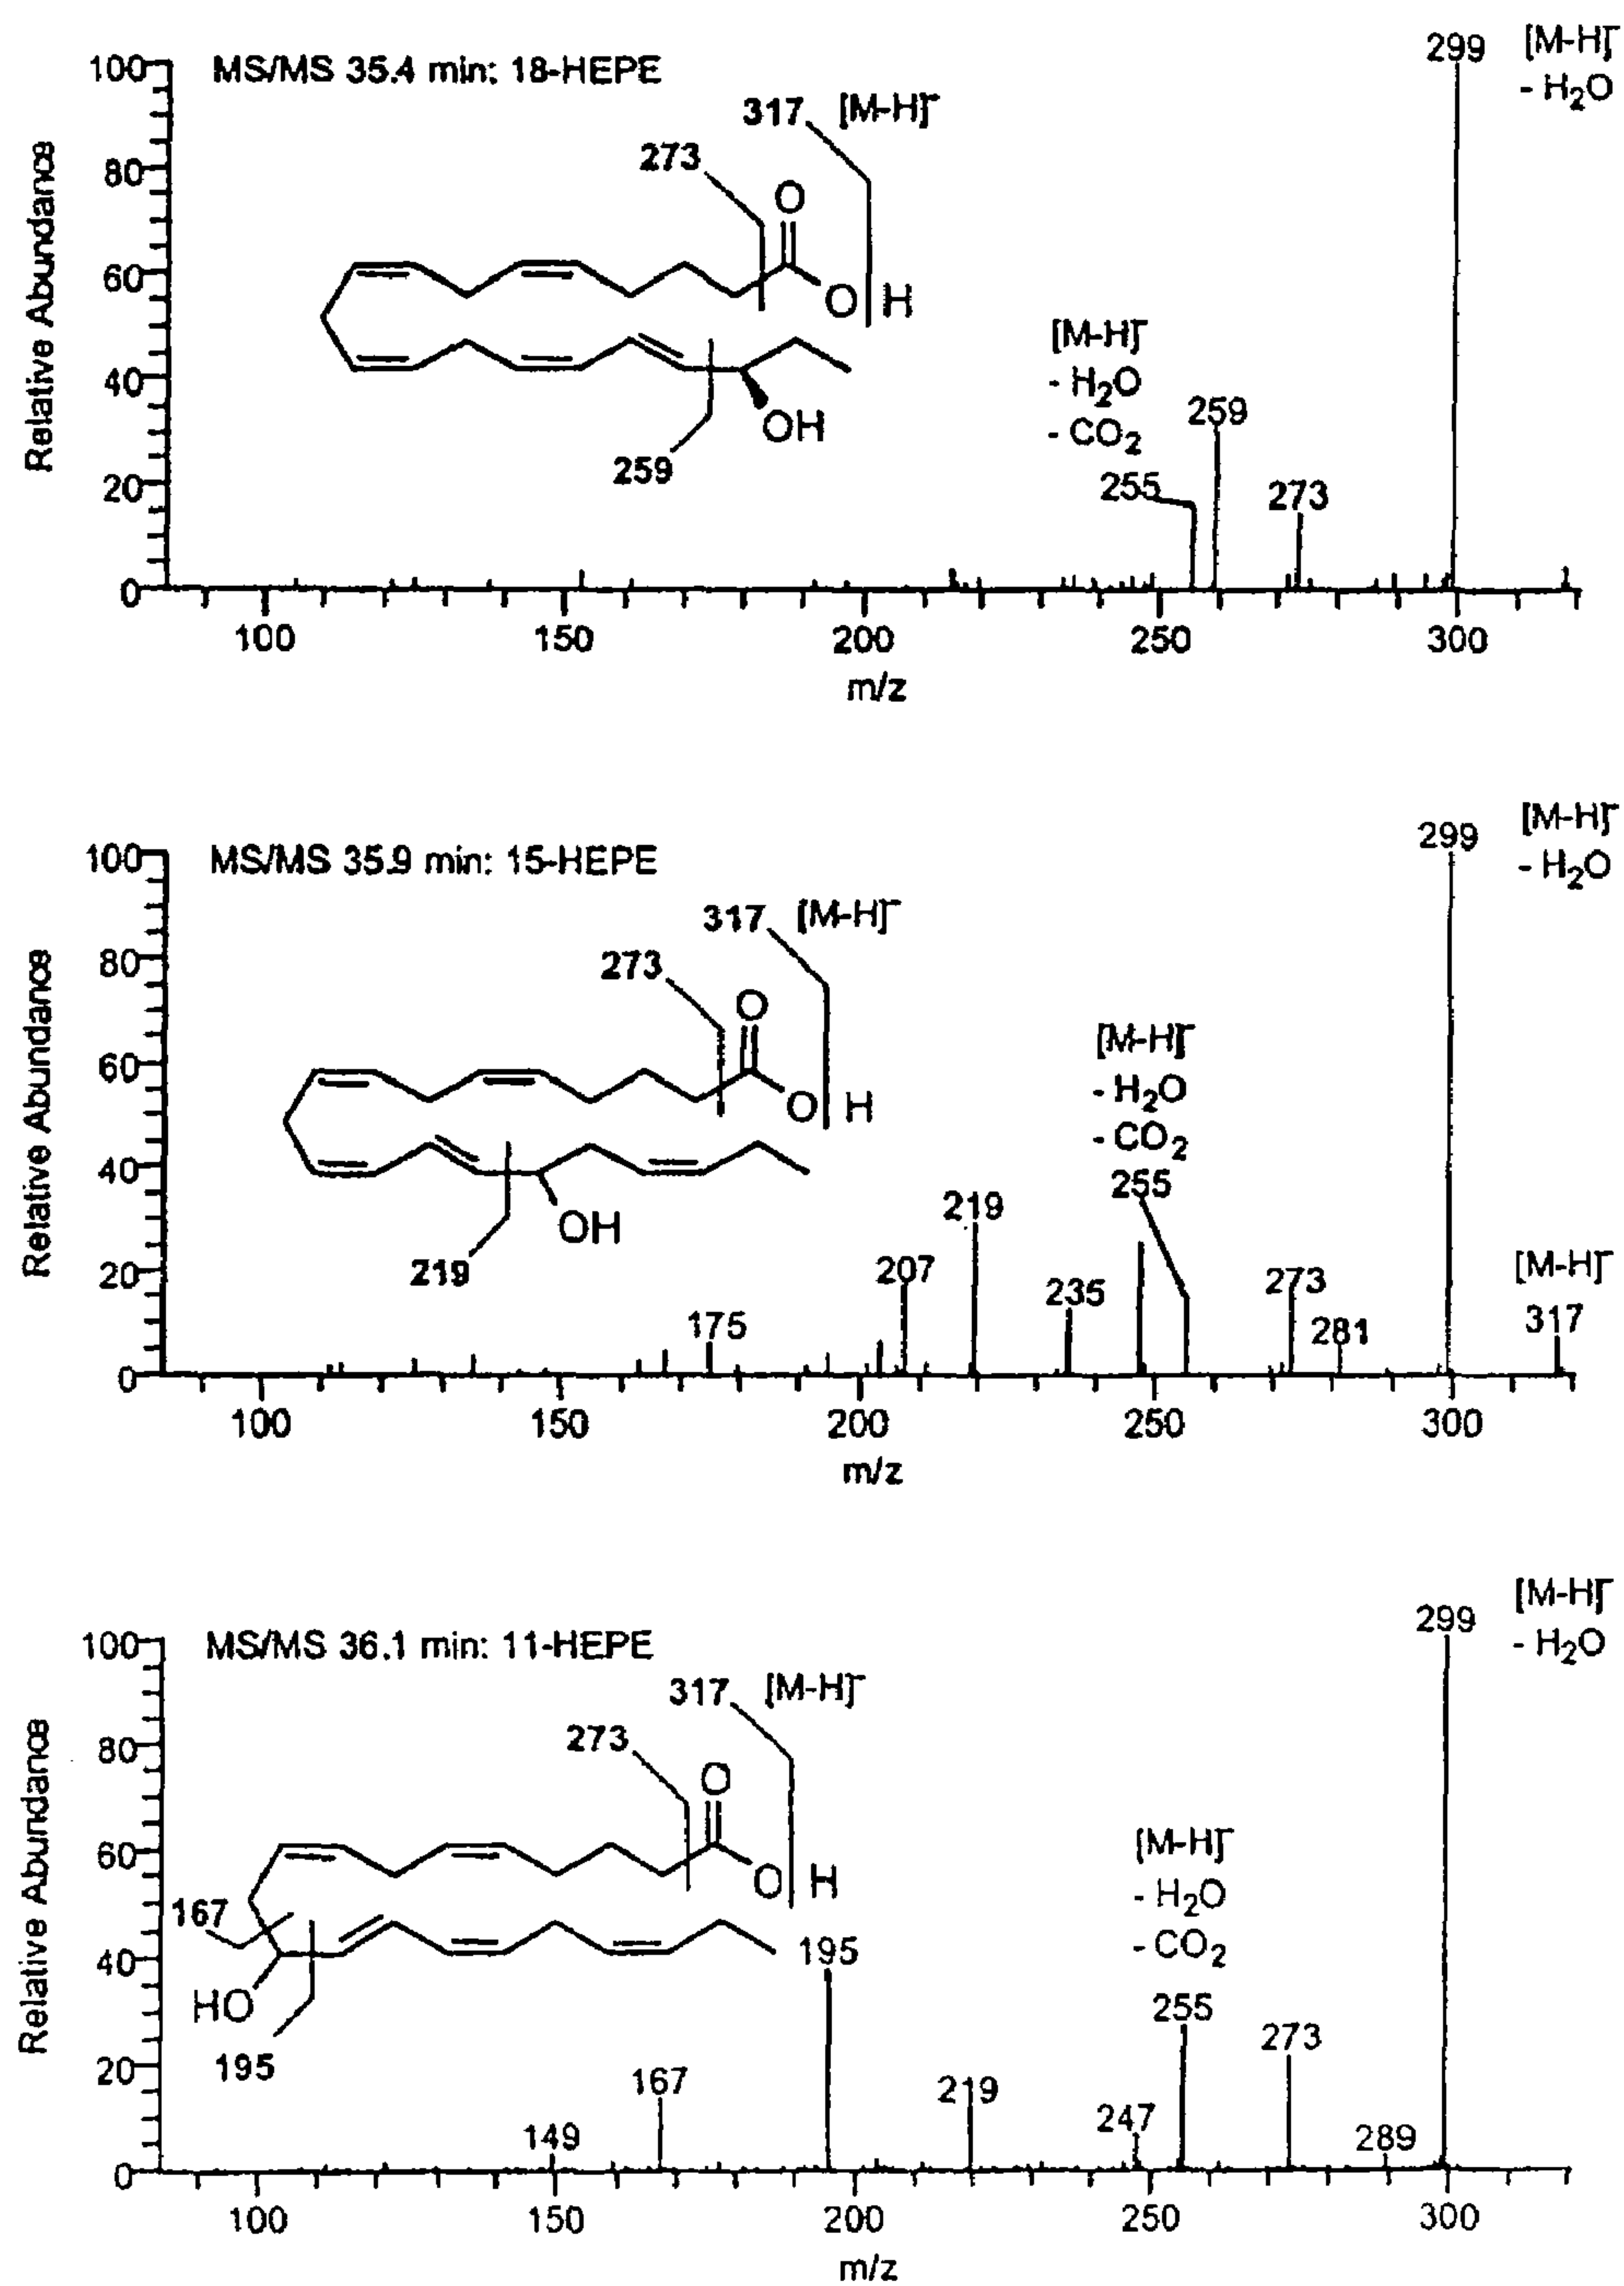 MS/MS 35.4 min: 18-HEPE
299
[M-H]⁻
- H₂O
317 [M-H]⁻
273
O
O H
OH
259
[M-H]⁻
- H₂O
- CO₂
255
259
273
Relative Abundance
100
80
60
40
20
0
100 150 200 250 300
m/z
MS/MS 35.9 min: 15-HEPE
299
[M-H]⁻
- H₂O
317 [M-H]⁻
273
O
O H
OH
219
[M-H]⁻
- H₂O
- CO₂
255
175
207
219
235
273
281
[M-H]⁻
317
Relative Abundance
100
80
60
40
20
0
100 150 200 250 300
m/z
MS/MS 36.1 min: 11-HEPE
299
[M-H]⁻
- H₂O
317 [M-H]⁻
273
O
O H
167
HO
195
[M-H]⁻
- H₂O
- CO₂
149
167
195
219
247
255
273
289
Relative Abundance
100
80
60
40
20
0
100 150 200 250 300
m/z